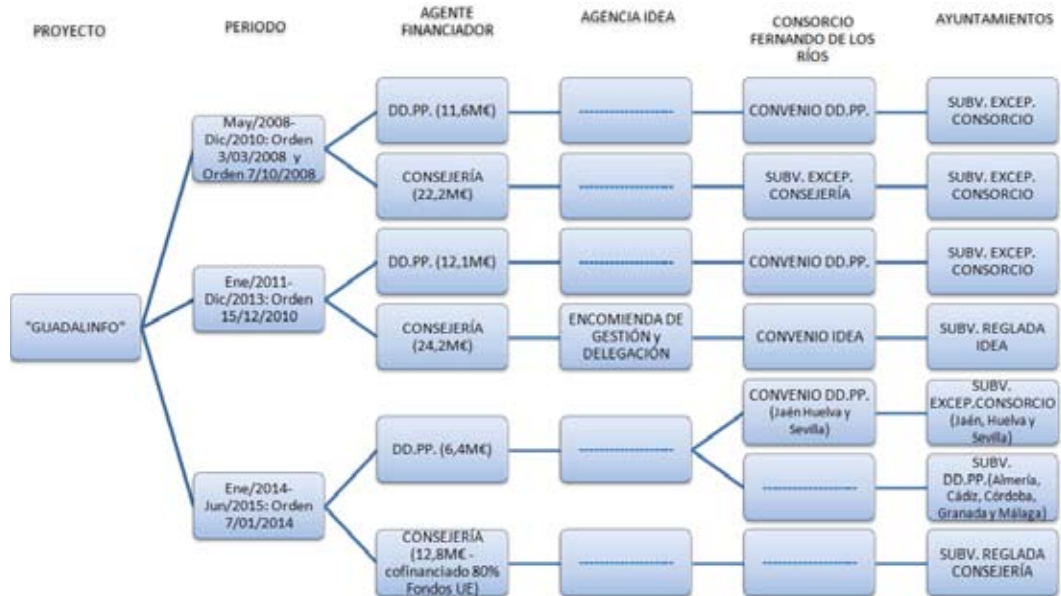 PROYECTO
PERIODO
AGENTE
FINANCIADOR
AGENCIA IDEA
CONSORCIO
FERNANDO DE LOS
RÍOS
AYUNTAMIENTOS
"GUADALINFO"
May/2008-
Dic/2010: Orden
3/03/2008 y
Orden 7/10/2008
DD.PP. (11,6M€)
CONVENIO DD.PP.
SUBV. EXCEP.
CONSORCIO
CONSEJERÍA
(22,2M€)
SUBV. EXCEP.
CONSEJERÍA
SUBV. EXCEP.
CONSORCIO
Ene/2011-
Dic/2013: Orden
15/12/2010
DD.PP. (12,1M€)
CONVENIO DD.PP.
SUBV. EXCEP.
CONSORCIO
CONSEJERÍA
(24,2M€)
ENCOMIENDA DE
GESTIÓN y
DELEGACIÓN
CONVENIO IDEA
SUBV. REGLADA
IDEA
Ene/2014-
Jun/2015: Orden
7/01/2014
DD.PP. (6,4M€)
CONVENIO DD.PP.
(Jaén Huelva y
Sevilla)
SUBV.
EXCEP.CONSORCIO
(Jaén, Huelva y
Sevilla)
SUBV.
DD.PP.(Almería,
Cádiz, Córdoba,
Granada y Málaga)
CONSEJERÍA
(12,8M€ -
cofinanciado 80%
Fondos UE)
SUBV. REGLADA
CONSEJERÍA